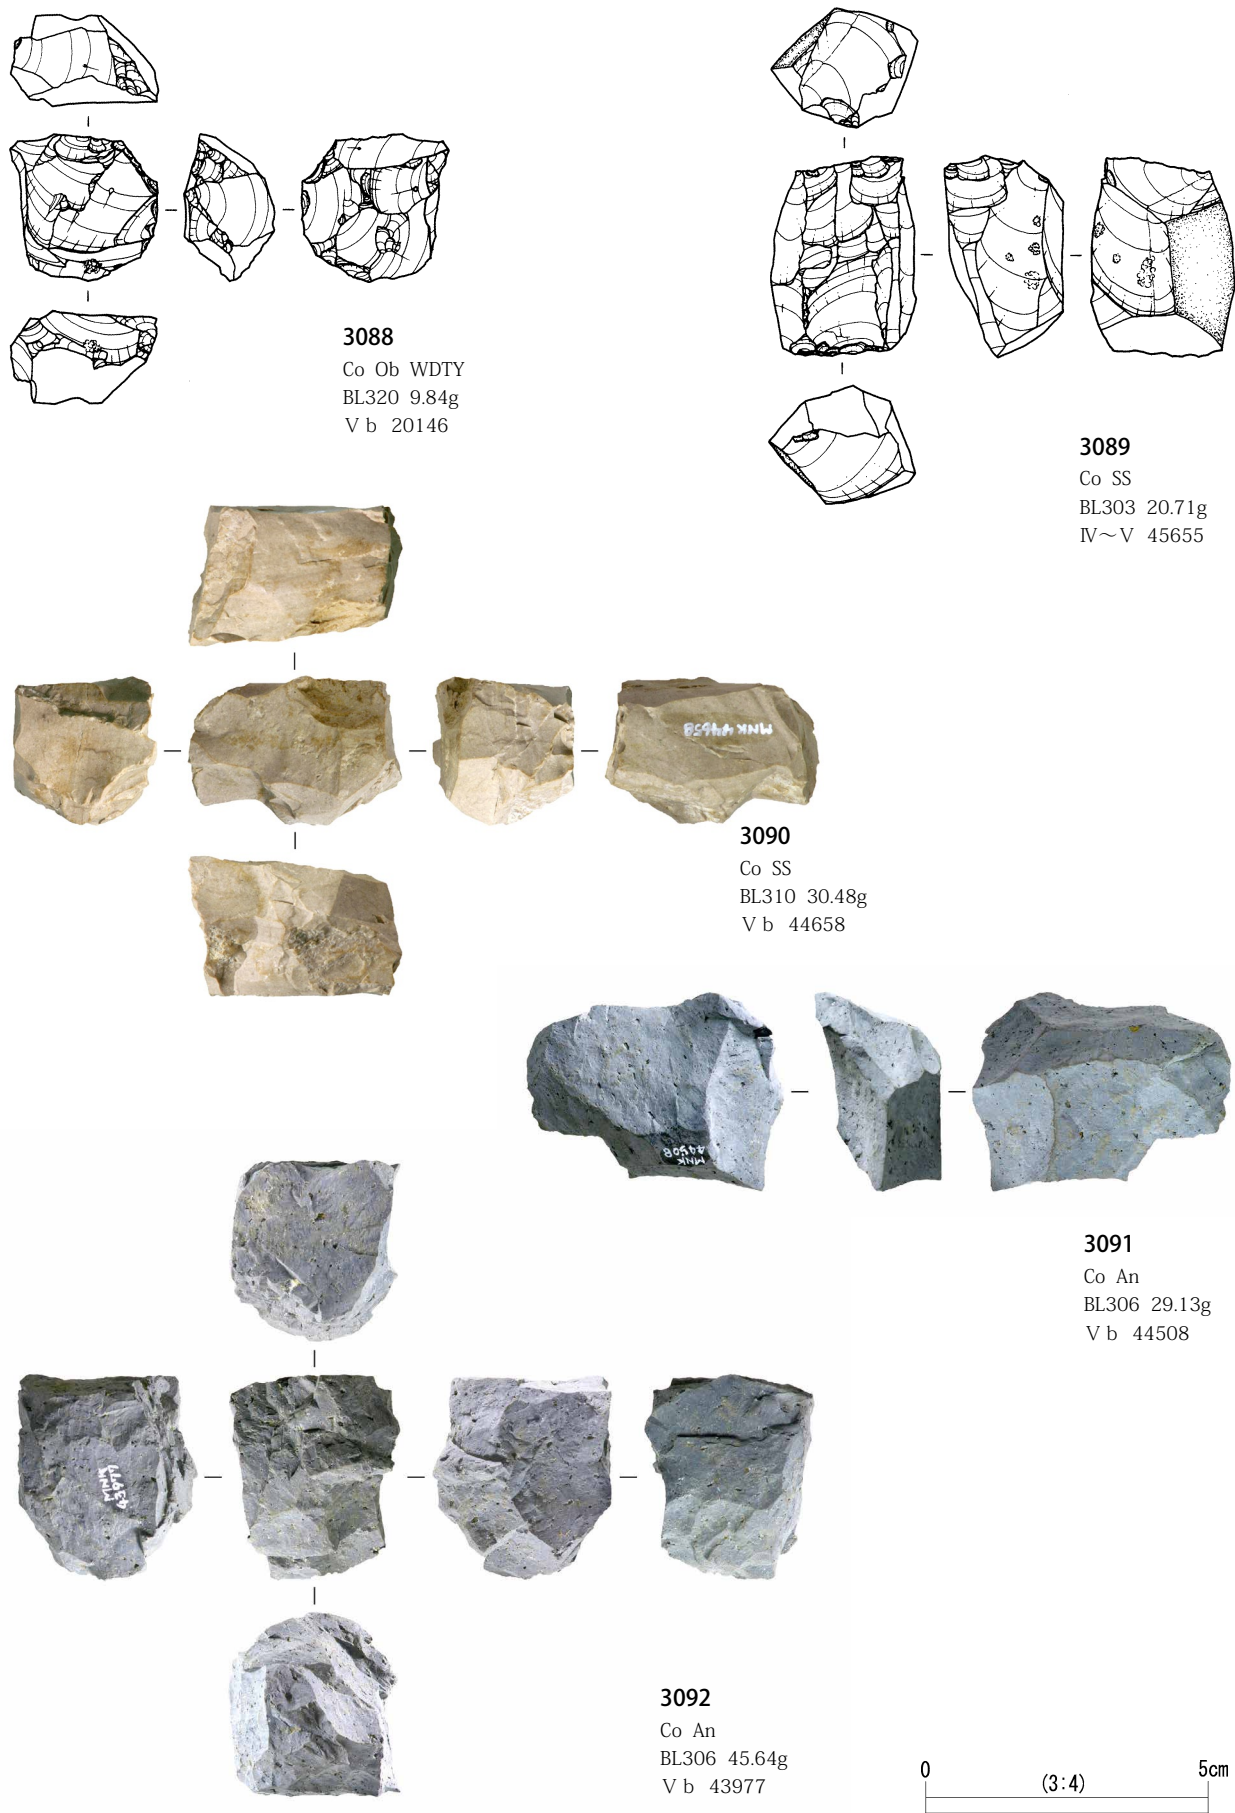 3088
Co Ob WDTY
BL320 9.84g
Ⅴb 20146
3089
Co SS
BL303 20.71g
Ⅳ～Ⅴ 45655
MNK44658
3090
Co SS
BL310 30.48g
Ⅴb 44658
MNK
44508
3091
Co An
BL306 29.13g
Ⅴb 44508
MNK
43977
3092
Co An
BL306 45.64g
Ⅴb 43977
0 (3:4) 5cm